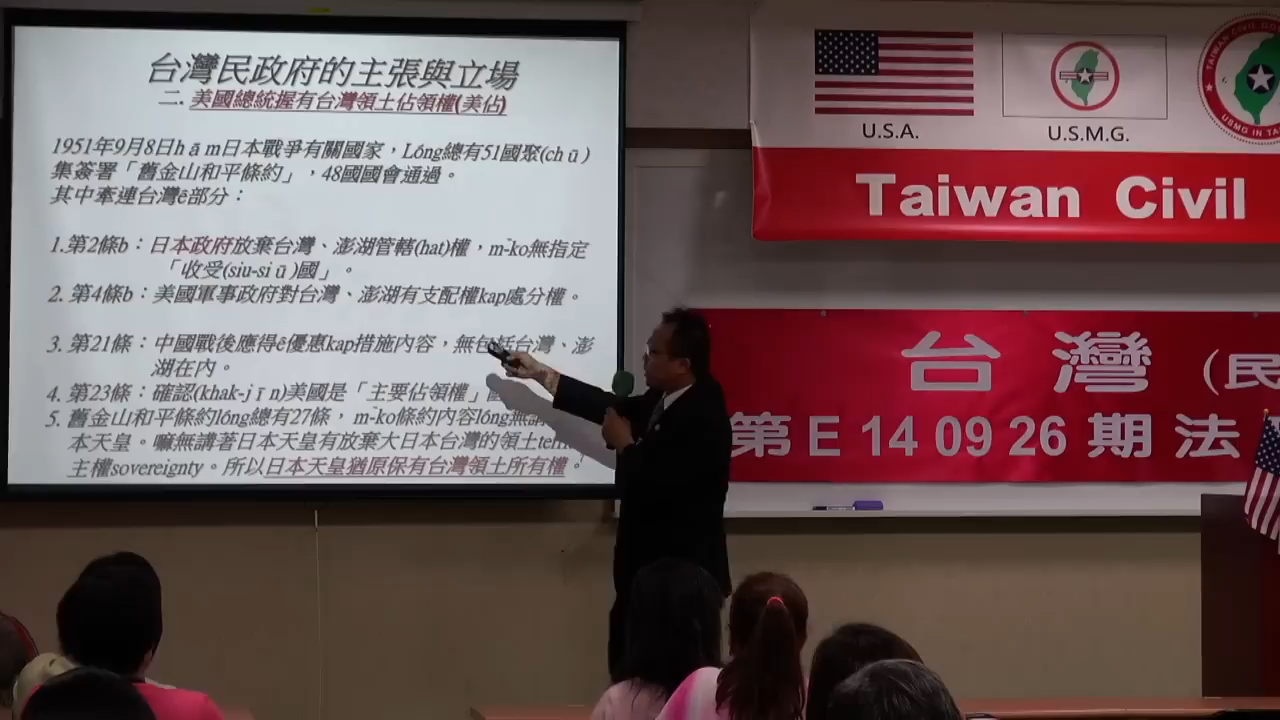 台灣民政府的主張與立場
二. 美國總統握有台灣領土佔領權(美佔)
1951年9月8日hām日本戰爭有關國家，Lóng總有51國聚(chū)
集簽署「舊金山和平條約」，48國國會通過。
其中牽連台灣ê部分：
1.第2條b：日本政府放棄台灣、澎湖管轄(hat)權，m̄-ko無指定
「收受(siu-siū)國」。
2. 第4條b：美國軍事政府對台灣、澎湖有支配權kap處分權。
3. 第21條：中國戰後應得ê優惠kap措施內容，無包括台灣、澎
湖在內。
4. 第23條：確認(khak-jīn)美國是「主要佔領權」
5. 舊金山和平條約lóng總有27條， m̄-ko條約內容lóng無
本天皇。嘛無講著日本天皇有放棄大日本台灣的領土
主權sovereignty。所以日本天皇猶原保有台灣領土所有權。
U.S.A.
U.S.M.G.
TAIWAN CIVIL
USMG IN TA
Taiwan Civil
台灣（民
第E 14 09 26 期法